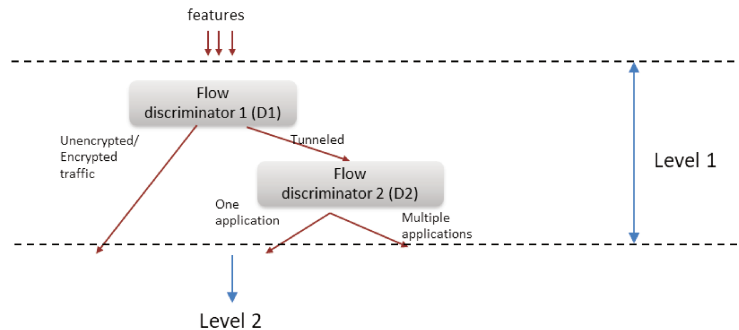 features
Flow
discriminator 1 (D1)
Unencrypted/
Encrypted
traffic
Tunneled
Level 1
Flow
discriminator 2 (D2)
One
application
Multiple
applications
Level 2